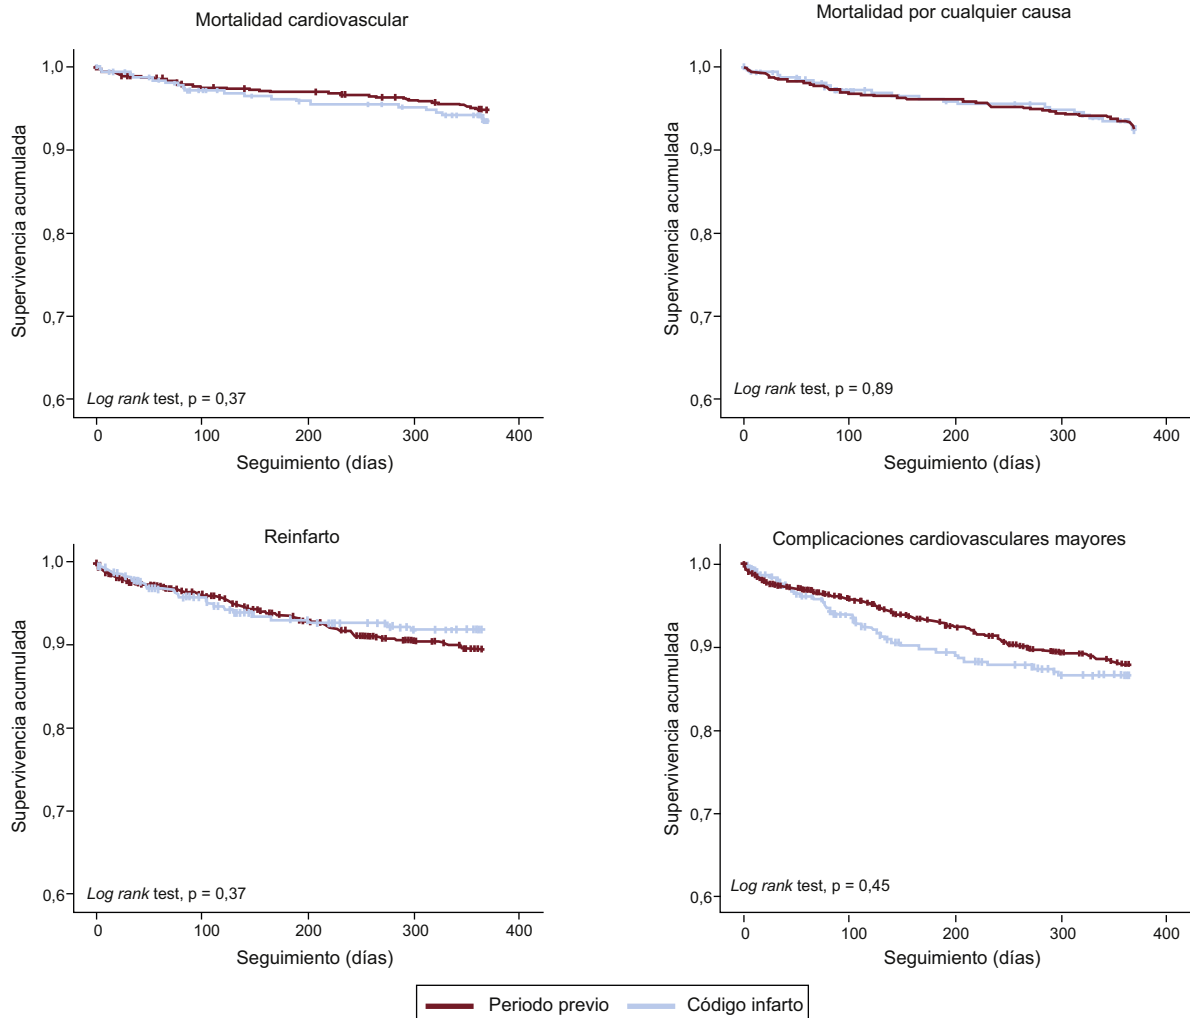 Mortalidad cardiovascular
Supervivencia acumulada
1,0
0,9
0,8
0,7
0,6
Log rank test, p = 0,37
0 100 200 300 400
Seguimiento (días)
Mortalidad por cualquier causa
Supervivencia acumulada
1,0
0,9
0,8
0,7
0,6
Log rank test, p = 0,89
0 100 200 300 400
Seguimiento (días)
Reinfarto
Supervivencia acumulada
1,0
0,9
0,8
0,7
0,6
Log rank test, p = 0,37
0 100 200 300 400
Seguimiento (días)
Complicaciones cardiovasculares mayores
Supervivencia acumulada
1,0
0,9
0,8
0,7
0,6
Log rank test, p = 0,45
0 100 200 300 400
Seguimiento (días)
Periodo previo Código infarto